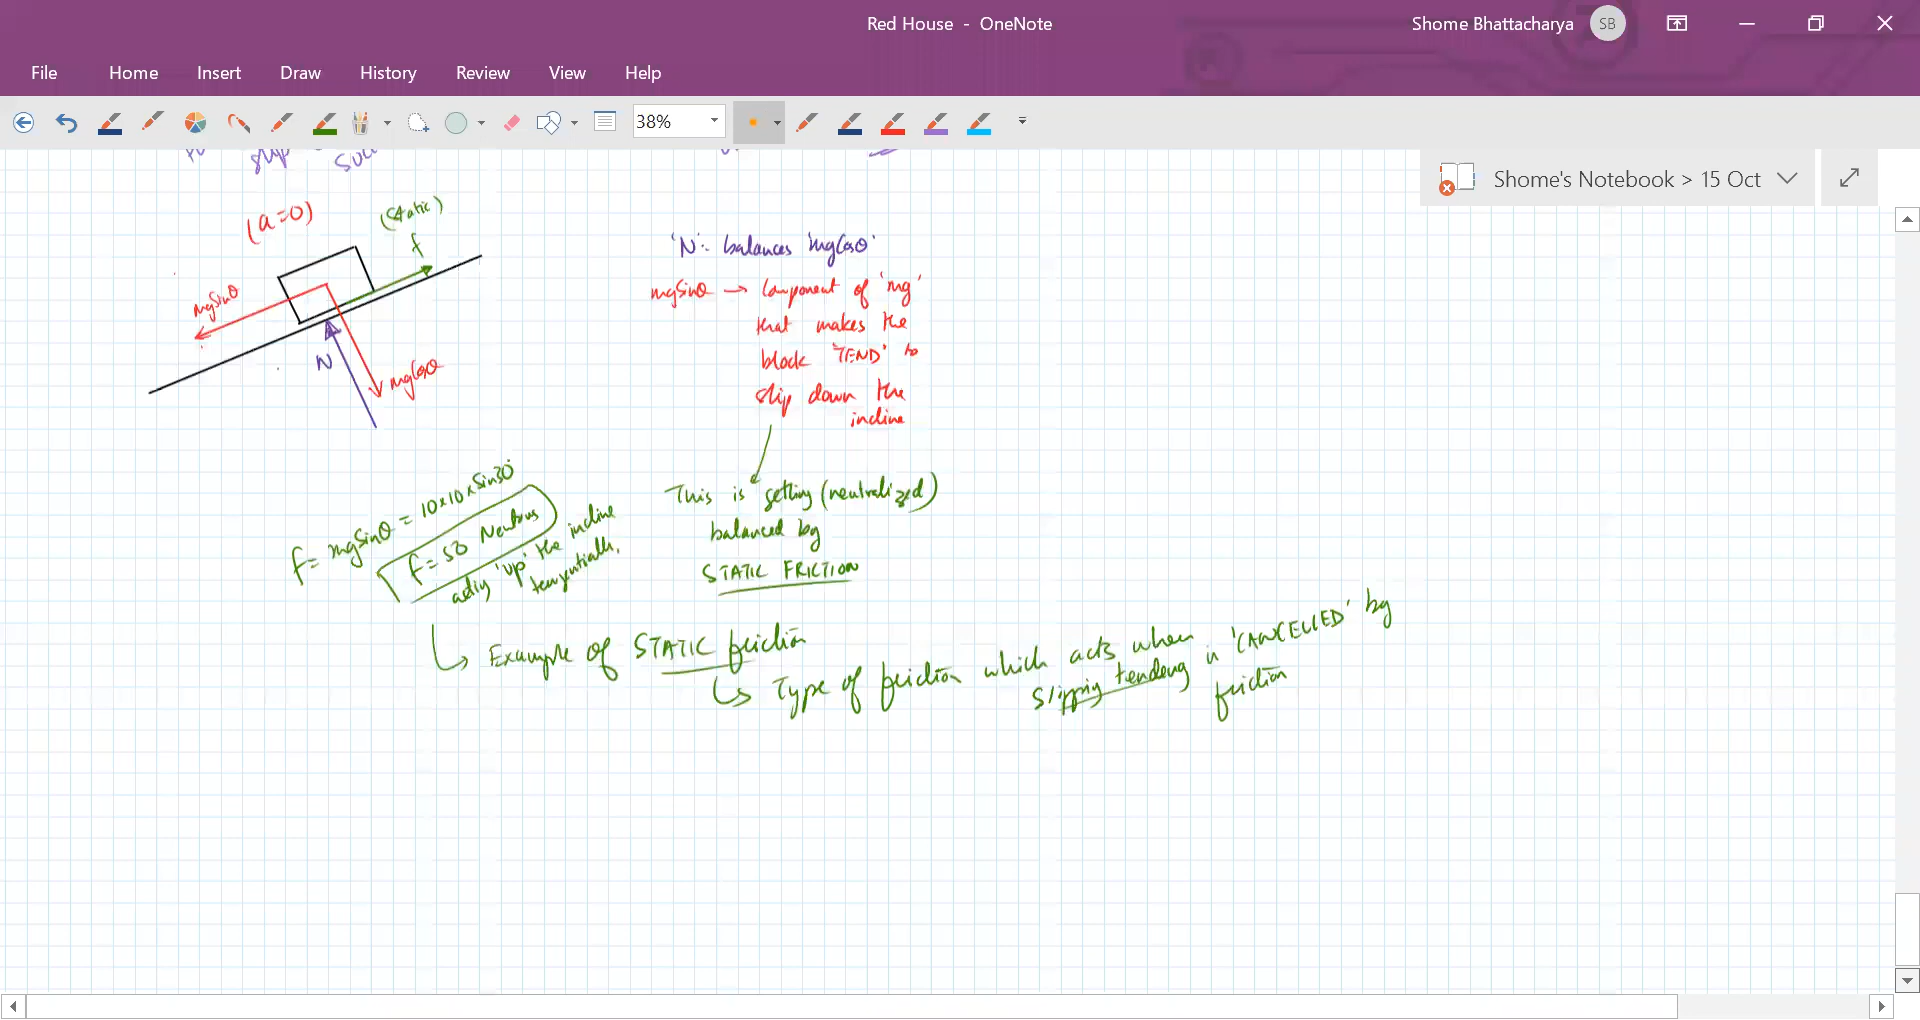 Red House - OneNote
Shome Bhattacharya SB
File Home Insert Draw History Review View Help
38%
Shome's Notebook > 15 Oct
slip
(a=0)
(static)
f
mgSinθ
N
mgCosθ
'N': balances 'mgCosθ'
mgSinθ → Component of 'mg'
that makes the
block 'TEND' to
slip down the
incline
This is getting (neutralized)
balanced by
STATIC FRICTION
f= mgSinθ = 10×10×Sin30°
f=50 Newtons
acting 'up' the incline
tangentially.
Example of STATIC friction
Type of friction which acts when
slipping tendency is 'CANCELLED' by
friction